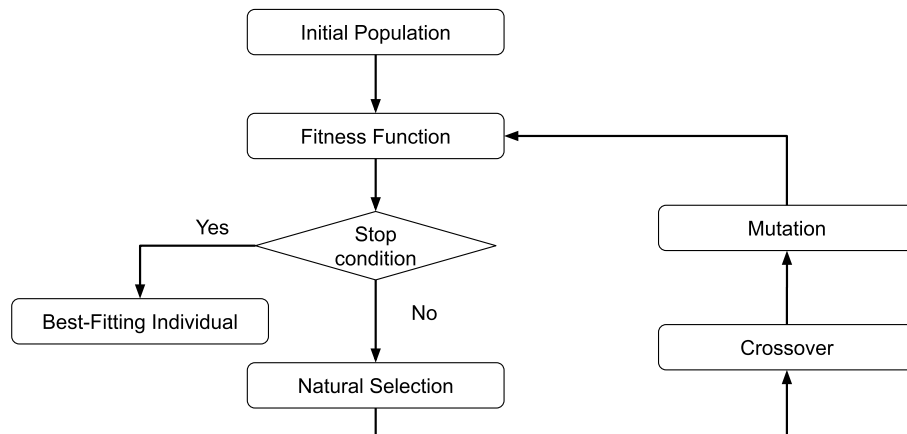 Initial Population
Fitness Function
Yes
Stop
condition
Mutation
Best-Fitting Individual
No
Crossover
Natural Selection